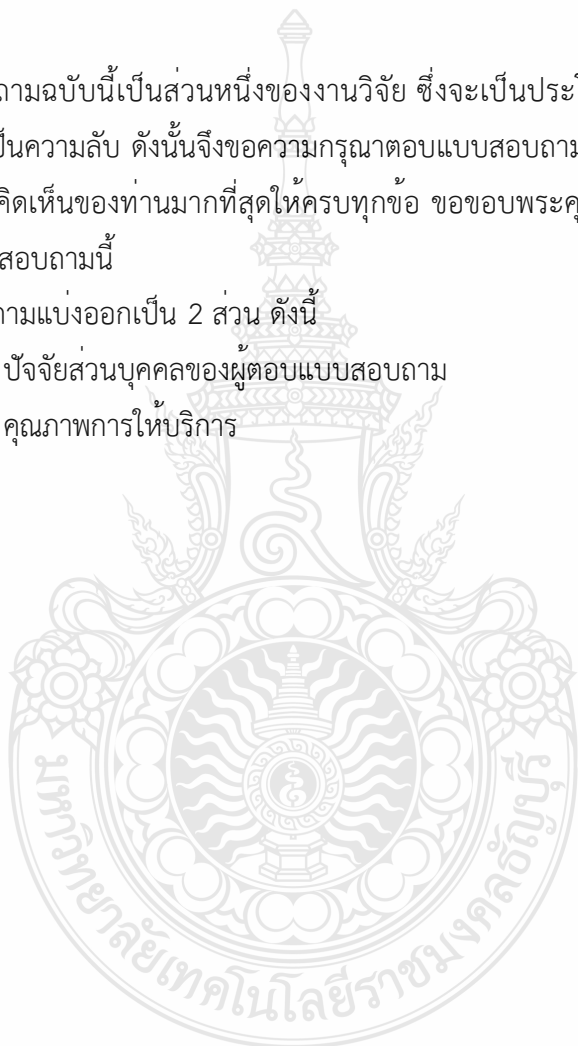 ถามฉบับนี้เป็นส่วนหนึ่งของงานวิจัย ซึ่งจะเป็นประโ
ป็นความลับ ดังนั้นจึงขอความกรุณาตอบแบบสอบถาม
คิดเห็นของท่านมากที่สุดให้ครบทุกข้อ ขอขอบพระคุ
สอบถามนี้
ถามแบ่งออกเป็น 2 ส่วน ดังนี้
ปัจจัยส่วนบุคคลของผู้ตอบแบบสอบถาม
คุณภาพการให้บริการ
มหาวิทยาลัยเทคโนโลยีราชมงคลธัญบุรี